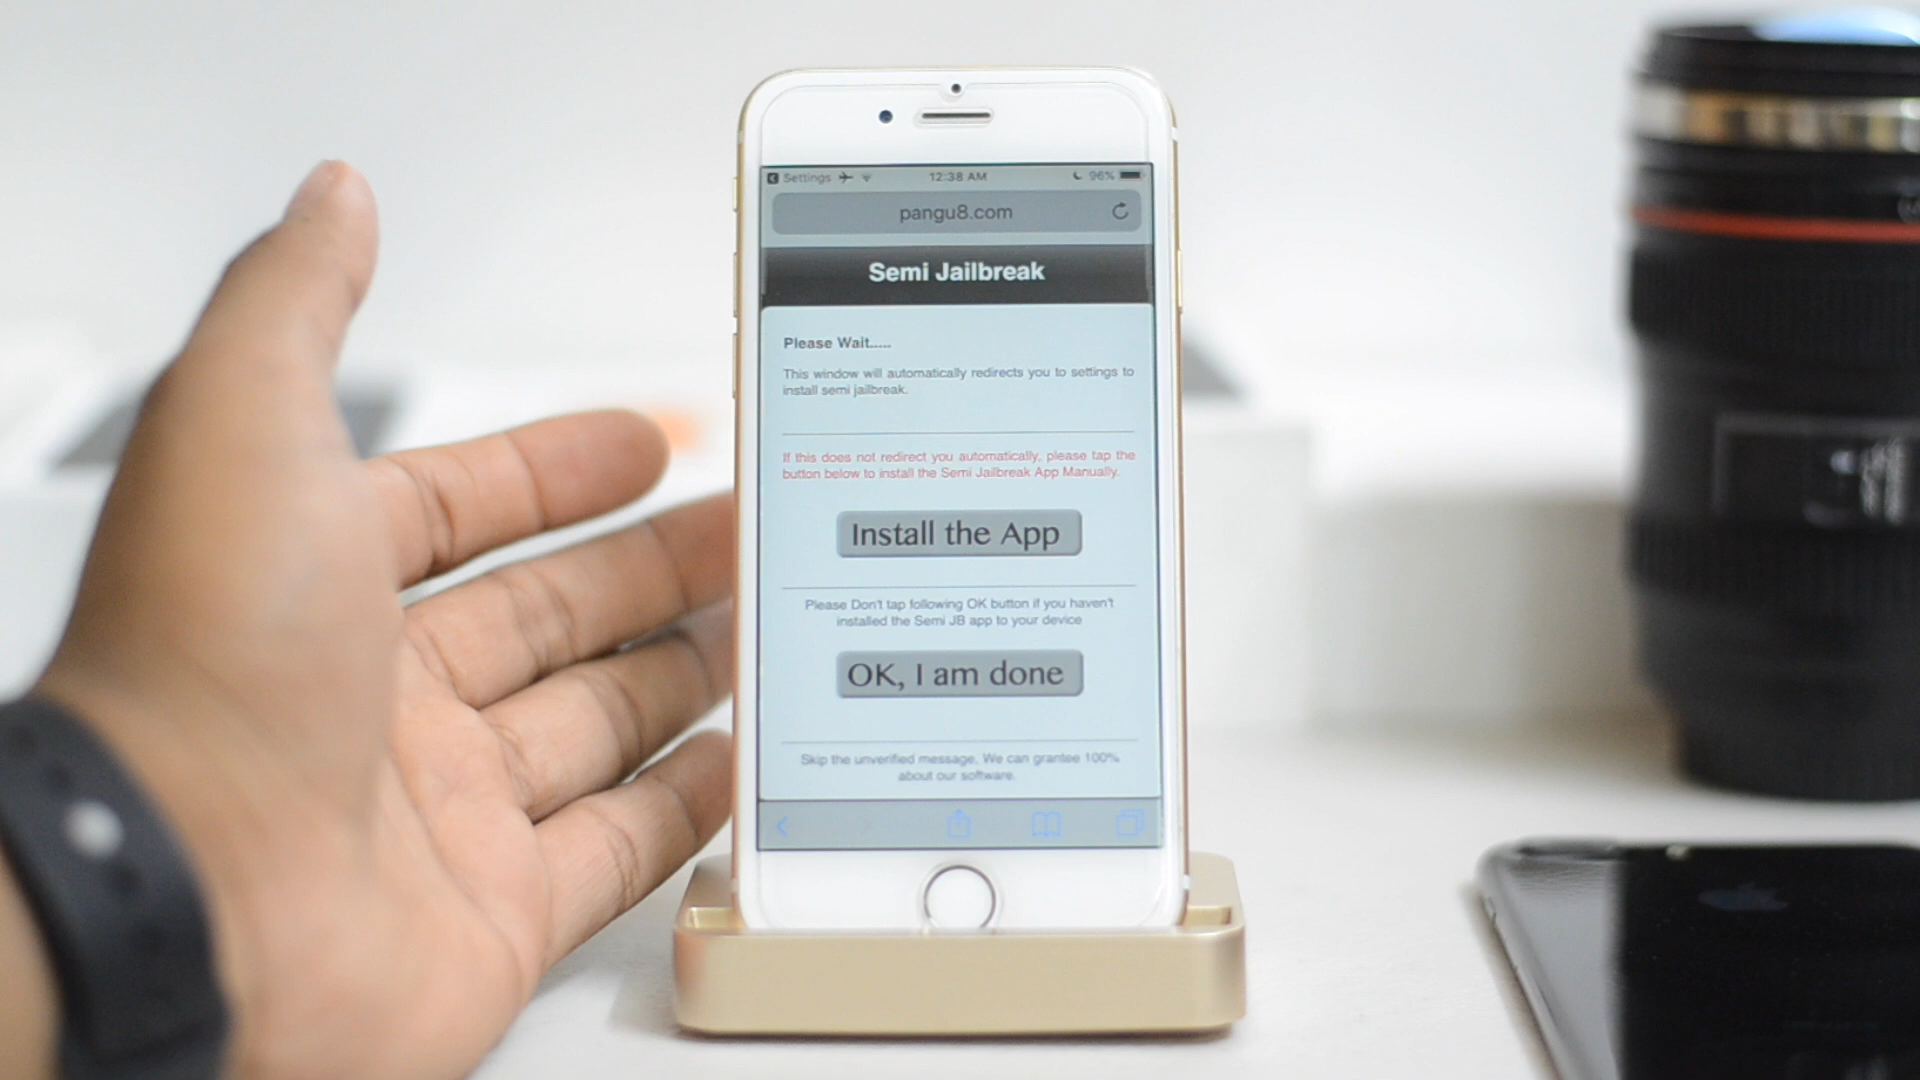 Settings 12:38 AM 96%
pangu8.com
Semi Jailbreak
Please Wait.....
This window will automatically redirects you to settings to
install semi jailbreak.
If this does not redirect you automatically, please tap the
button below to install the Semi Jailbreak App Manually.
Install the App
Please Don't tap following OK button if you haven't
installed the Semi JB app to your device
OK, I am done
Skip the unverified message. We can grantee 100%
about our software.